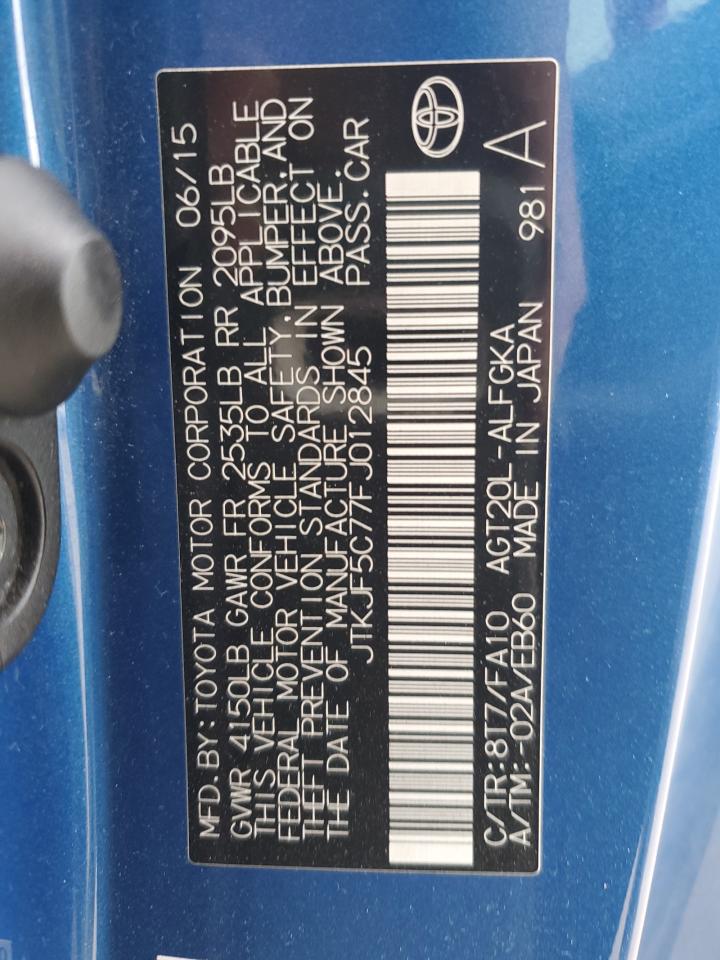 MFD.BY:TOYOTA MOTOR CORPORATION 06/15
GVWR 4150LB GAWR FR 2535LB RR 2095LB
THIS VEHICLE CONFORMS TO ALL APPLICABLE
FEDERAL MOTOR VEHICLE SAFETY,BUMPER,AND
THEFT PREVENTION STANDARDS IN EFFECT ON
THE DATE OF MANUFACTURE SHOWN ABOVE.
JTKJF5C77FJ012845 PASS.CAR
C/TR:8T7/FA10 AGT20L-ALFGKA 981
A/TM:-02A/EB60 MADE IN JAPAN A